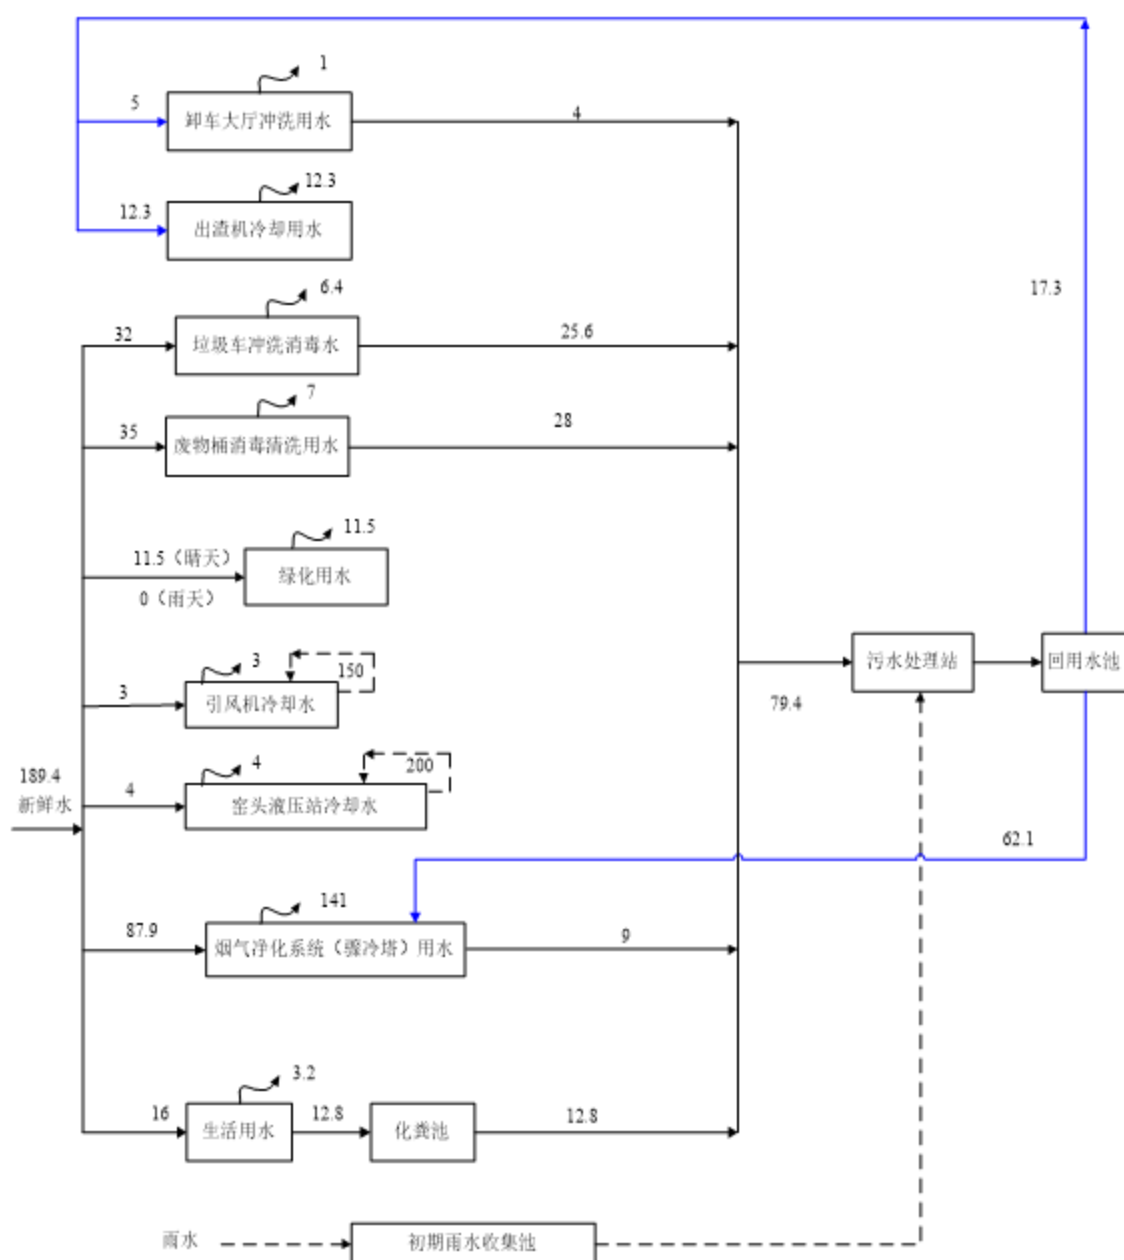 1
5
卸车大厅冲洗用水
4
12.3
12.3
出渣机冷却用水
17.3
6.4
32
垃圾车冲洗消毒水
25.6
7
35
废物桶消毒清洗用水
28
11.5
11.5（晴天）
绿化用水
0（雨天）
3
150
3
引风机冷却水
污水处理站
回用水池
79.4
4
200
189.4
新鲜水
4
窑头液压站冷却水
62.1
141
87.9
烟气净化系统（骤冷塔）用水
9
3.2
16
生活用水
12.8
化粪池
12.8
雨水
初期雨水收集池